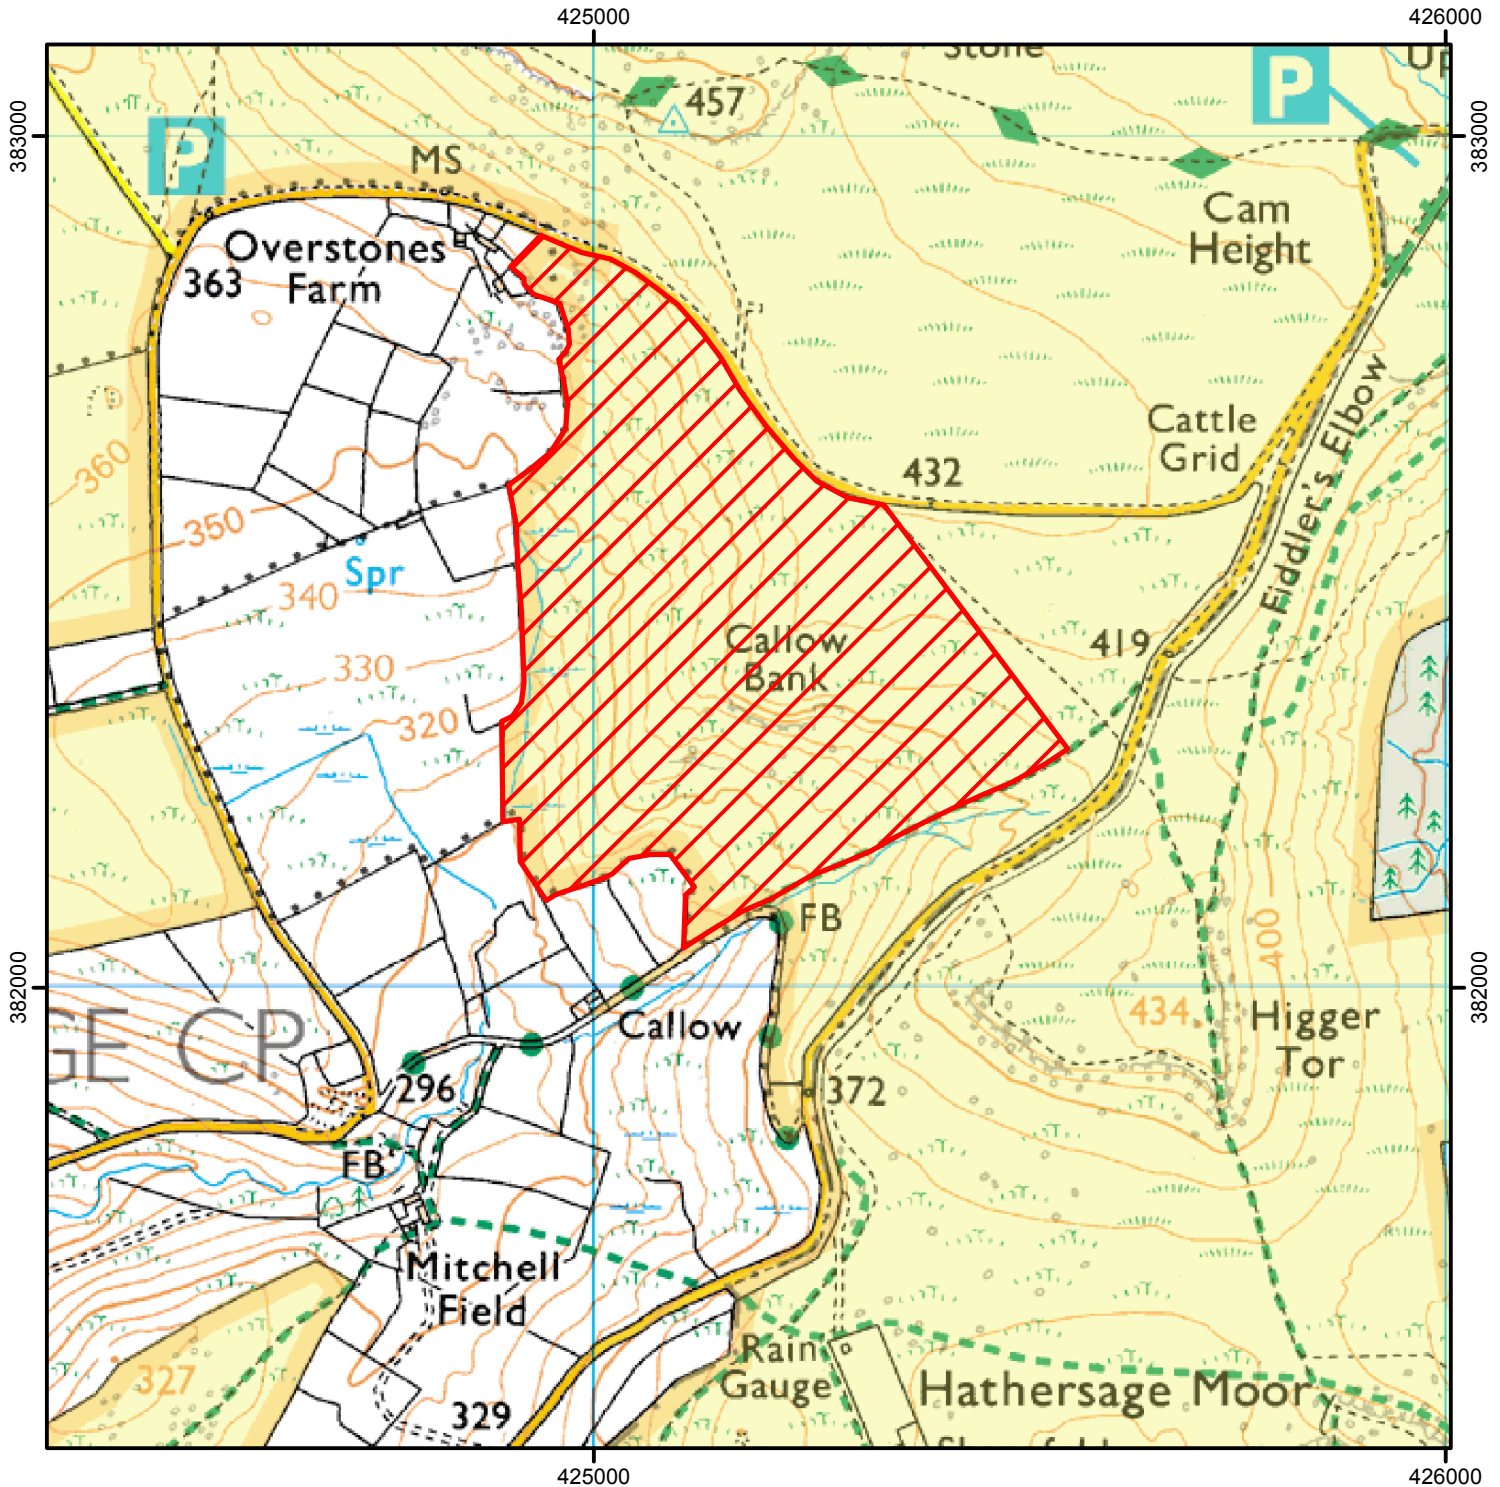 425000
426000
383000
383000
P
457
P
MS
Cam
Height
Overstones
Farm
363
360
Cattle
Grid
432
Fiddler's Elbow
350
Spr
340
330
320
Callow
Bank
419
FB
400
382000
382000
GE CP
Callow
434
Higger
Tor
296
372
FB
Mitchell
Field
327
Rain
Gauge
329
Hathersage Moor
425000
426000